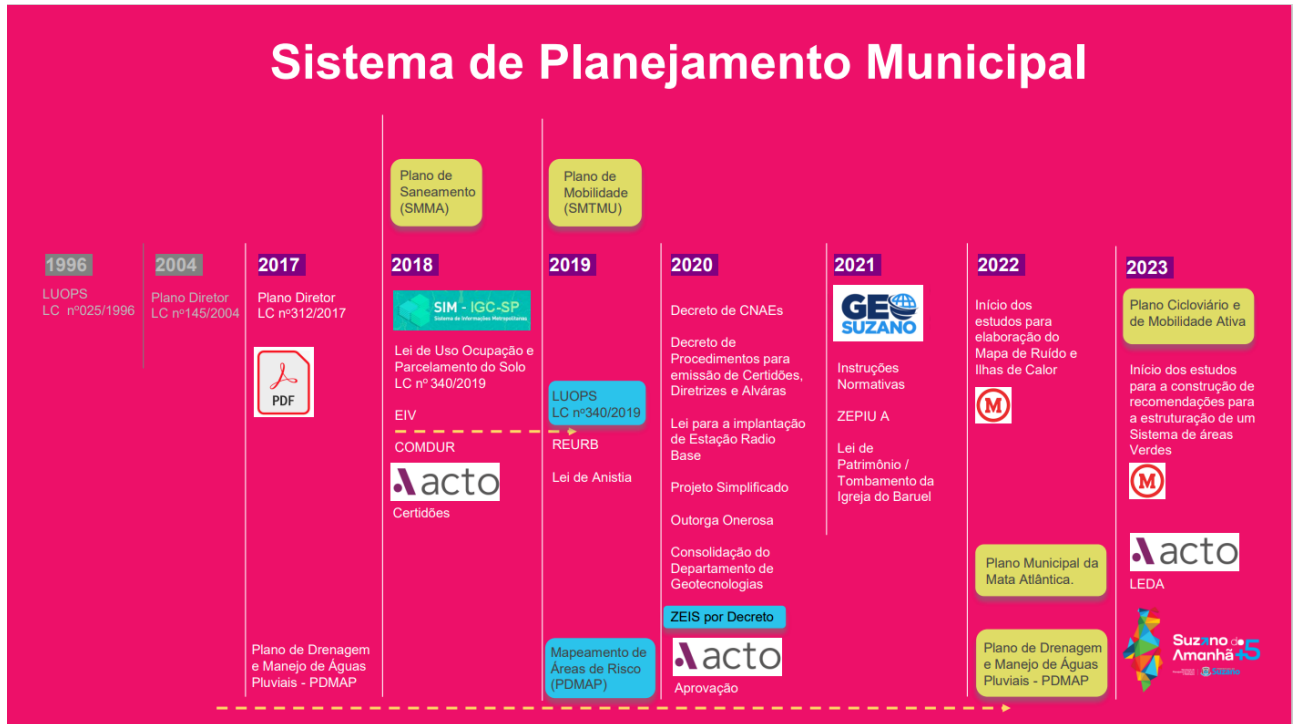 Sistema de Planejamento Municipal
Plano de
Saneamento
(SMMA)
Plano de
Mobilidade
(SMTMU)
1996
LUOPS
LC nº025/1996
2004
Plano Diretor
LC nº145/2004
2017
Plano Diretor
LC nº312/2017
PDF
Plano de Drenagem
e Manejo de Águas
Pluviais - PDMAP
2018
SIM - IGC-SP
Sistema de Informações Metropolitanas
Lei de Uso Ocupação e
Parcelamento do Solo
LC nº 340/2019
EIV
COMDUR
acto
Certidões
2019
LUOPS
LC nº340/2019
REURB
Lei de Anistia
Mapeamento de
Áreas de Risco
(PDMAP)
2020
Decreto de CNAEs
Decreto de
Procedimentos para
emissão de Certidões,
Diretrizes e Alváras
Lei para a implantação
de Estação Radio
Base
Projeto Simplificado
Outorga Onerosa
Consolidação do
Departamento de
Geotecnologias
ZEIS por Decreto
acto
Aprovação
2021
GEO
SUZANO
Instruções
Normativas
ZEPIU A
Lei de
Patrimônio /
Tombamento da
Igreja do Baruel
2022
Início dos
estudos para
elaboração do
Mapa de Ruído e
Ilhas de Calor
M
Plano Municipal da
Mata Atlântica.
Plano de Drenagem
e Manejo de Águas
Pluviais - PDMAP
2023
Plano Cicloviário e
de Mobilidade Ativa
Início dos estudos
para a construção de
recomendações para
a estruturação de um
Sistema de áreas
Verdes
M
acto
LEDA
Suzano do
Amanhã +5
SUZANO